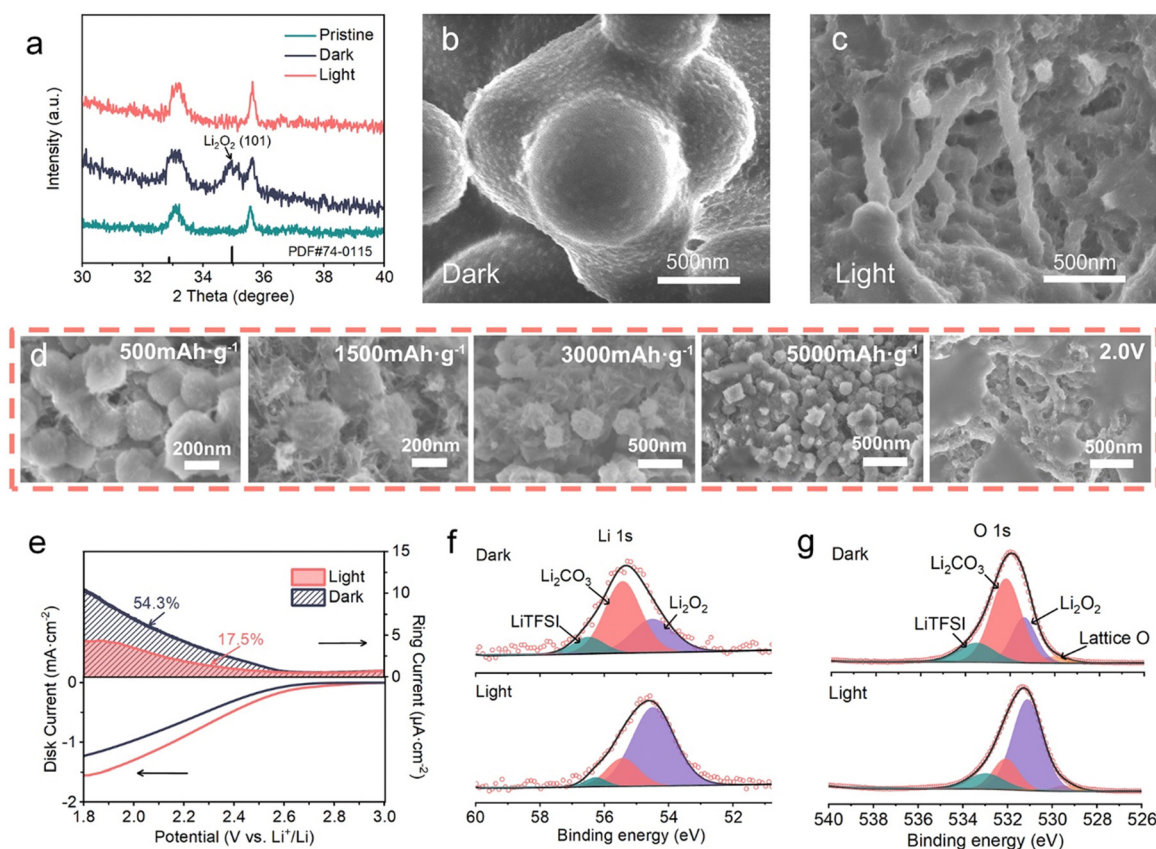 a
Pristine
Dark
Light
Li₂O₂ (101)
PDF#74-0115
Intensity (a.u.)
30 32 34 36 38 40
2 Theta (degree)
b
Dark
500nm
c
Light
500nm
d
500mAh·g⁻¹
200nm
1500mAh·g⁻¹
200nm
3000mAh·g⁻¹
500nm
5000mAh·g⁻¹
500nm
2.0V
500nm
e
Light
Dark
54.3%
17.5%
15
10
5
0
Ring Current (μA·cm⁻²)
0
-1
-2
Disk Current (mA·cm⁻²)
1.8 2.0 2.2 2.4 2.6 2.8 3.0
Potential (V vs. Li⁺/Li)
f
Li 1s
Dark
Li₂CO₃
LiTFSI
Li₂O₂
Light
60 58 56 54 52
Binding energy (eV)
g
O 1s
Dark
Li₂CO₃
LiTFSI
Li₂O₂
Lattice O
Light
540 538 536 534 532 530 528 526
Binding energy (eV)